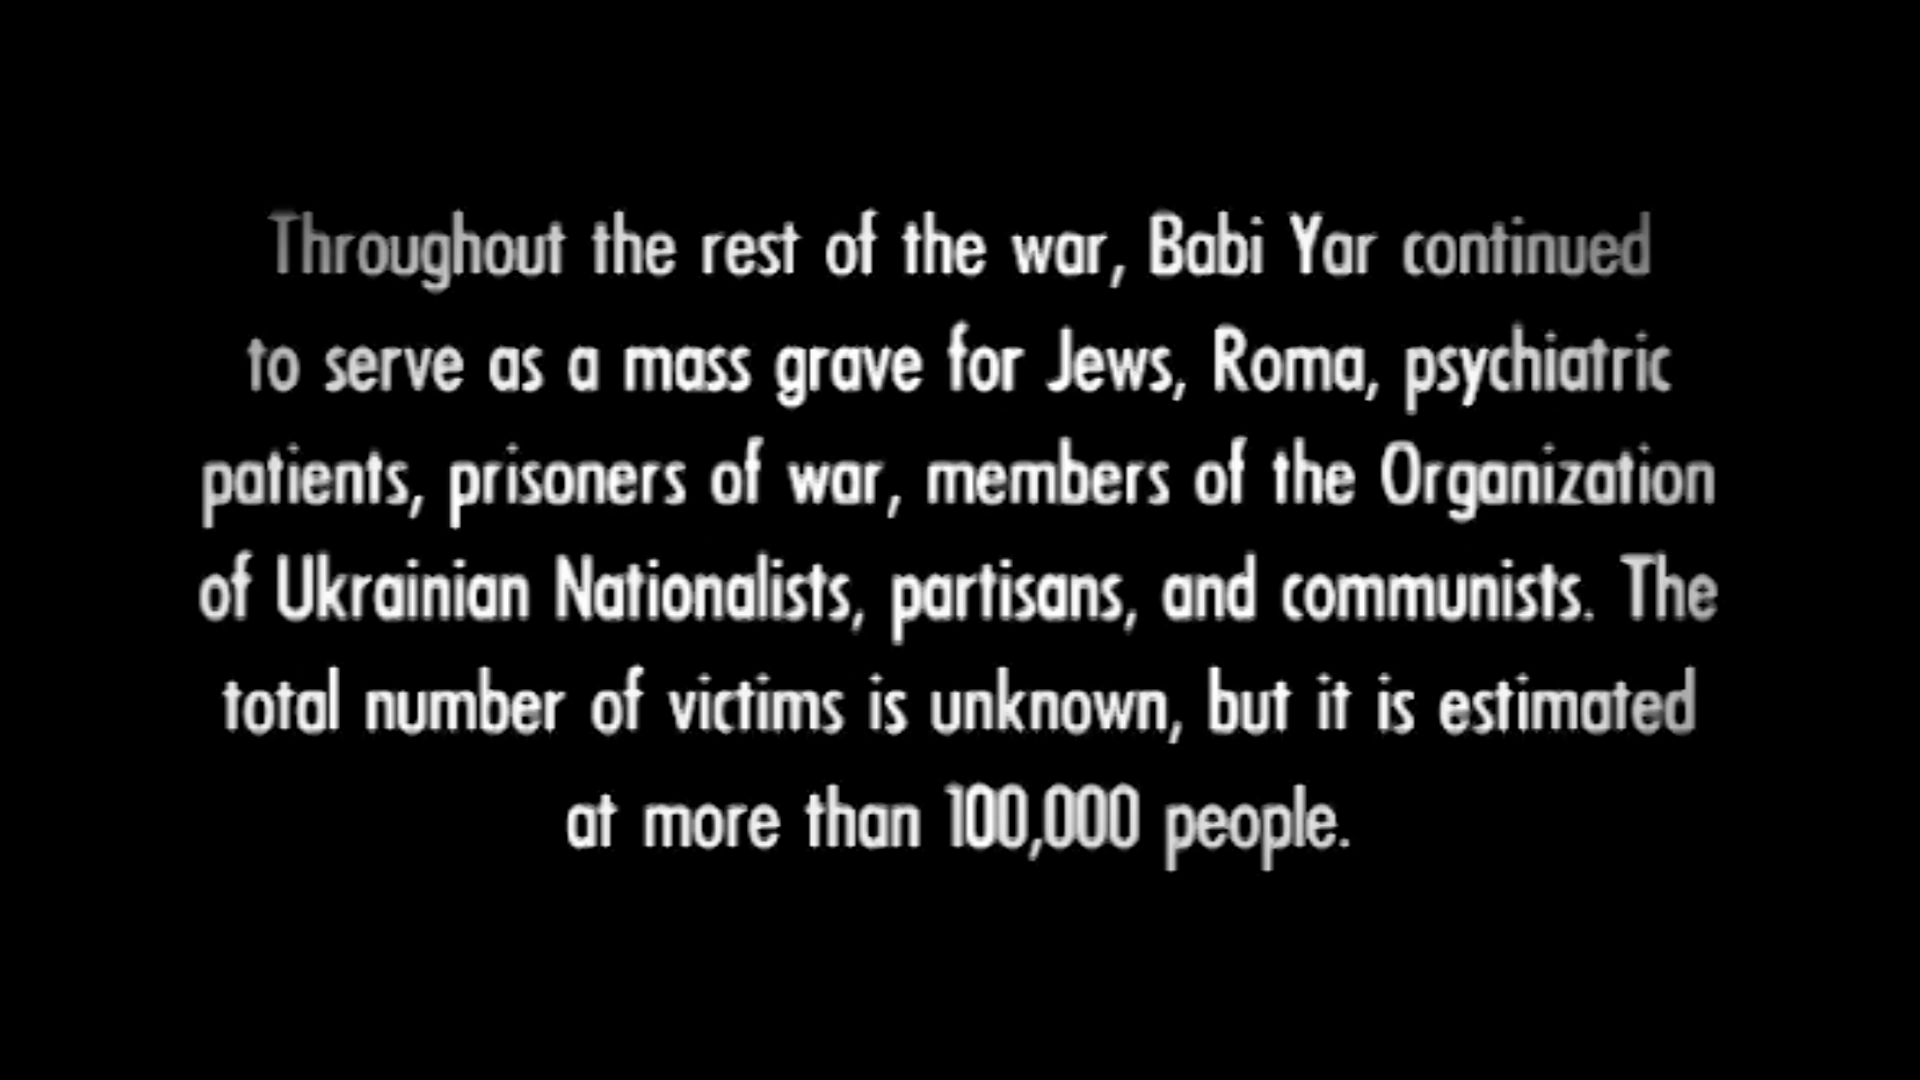 Throughout the rest of the war, Babi Yar continued
to serve as a mass grave for Jews, Roma, psychiatric
patients, prisoners of war, members of the Organization
of Ukrainian Nationalists, partisans, and communists. The
total number of victims is unknown, but it is estimated
at more than 100,000 people.